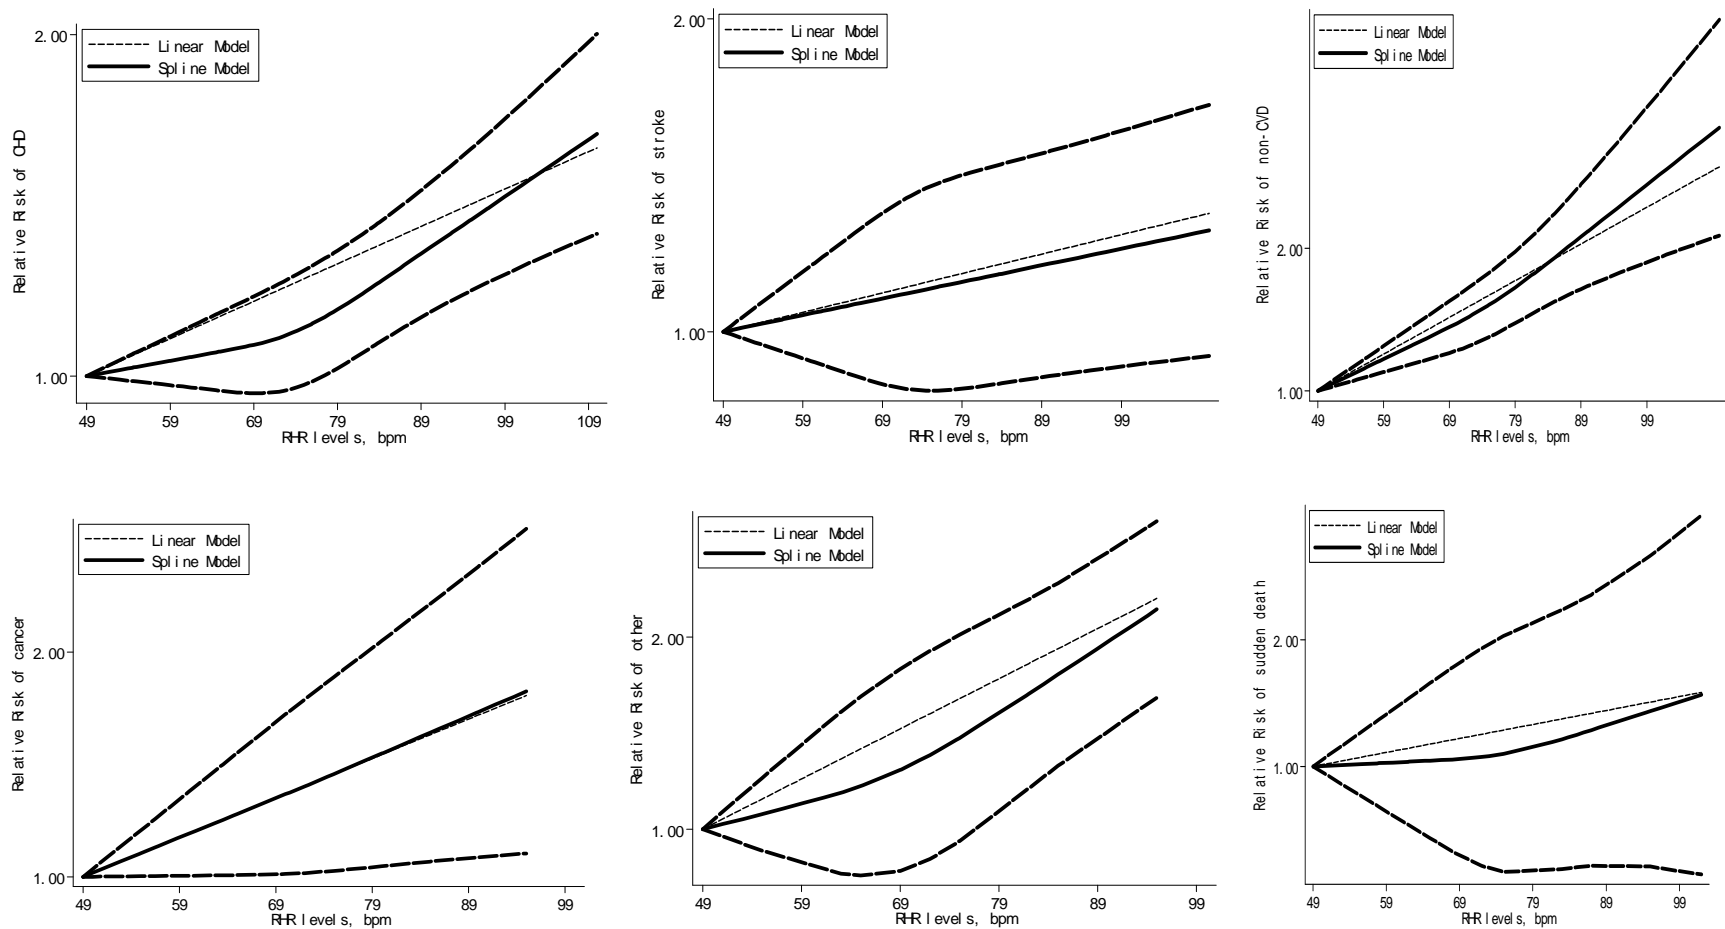 2.00
1.00
Linear Model
Spline Model
Relative Risk of CHD
49 59 69 79 89 99 109
RHR levels, bpm
2.00
1.00
Linear Model
Spline Model
Relative Risk of stroke
49 59 69 79 89 99
RHR levels, bpm
2.00
1.00
Linear Model
Spline Model
Relative Risk of non-CVD
49 59 69 79 89 99
RHR levels, bpm
2.00
1.00
Linear Model
Spline Model
Relative Risk of cancer
49 59 69 79 89 99
RHR levels, bpm
2.00
1.00
Linear Model
Spline Model
Relative Risk of other
49 59 69 79 89 99
RHR levels, bpm
2.00
1.00
Linear Model
Spline Model
Relative Risk of sudden death
49 59 69 79 89 99
RHR levels, bpm